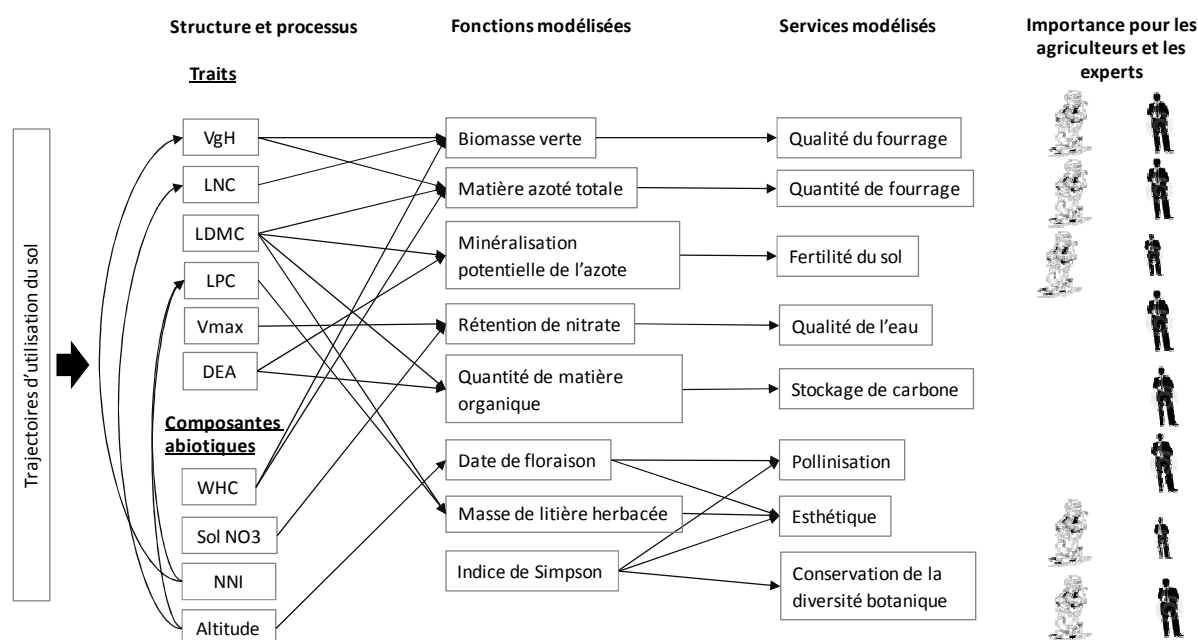 Structure et processus
Fonctions modélisées
Services modélisés
Importance pour les
agriculteurs et les
experts
Traits
Trajectoires d'utilisation du sol
VgH
LNC
LDMC
LPC
Vmax
DEA
Composantes
abiotiques
WHC
Sol NO3
NNI
Altitude
Biomasse verte
Matière azoté totale
Minéralisation
potentielle de l'azote
Rétention de nitrate
Quantité de matière
organique
Date de floraison
Masse de litière herbacée
Indice de Simpson
Qualité du fourrage
Quantité de fourrage
Fertilité du sol
Qualité de l'eau
Stockage de carbone
Pollinisation
Esthétique
Conservation de la
diversité botanique